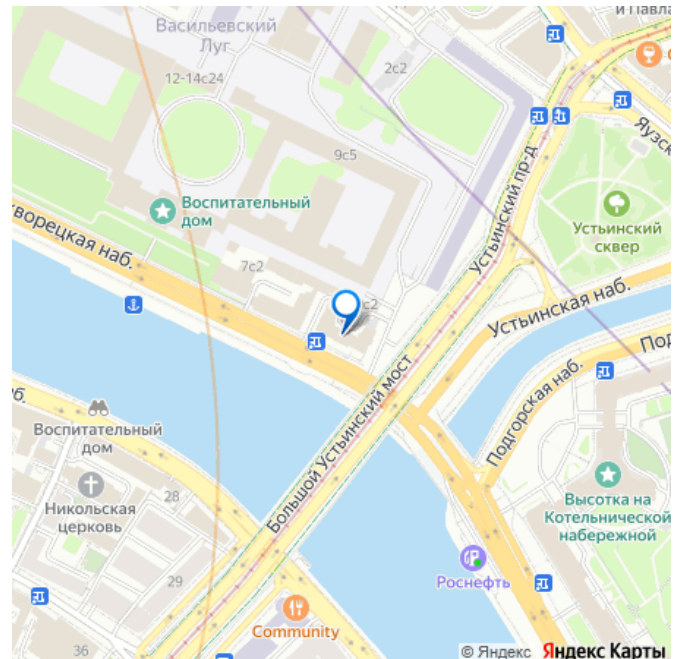 и Павла
Васильевский
Луг
12-14с24
2с2
9с5
Яузск
Устьинский пр-д
Воспитательный
дом
Устьинский
сквер
кворецкая наб.
7с2
с2
Устьинская наб.
Под
Подгорская наб.
Большой Устьинский мост
б.
Воспитательный
дом
28
Никольская
церковь
Высотка на
Котельнической
набережной
29
Роснефть
Community
36
© Яндекс Яндекс Карты